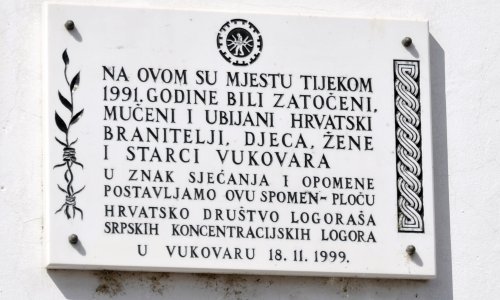 NA OVOM SU MJESTU TIJEKOM
1991. GODINE BILI ZATOČENI,
MUČENI I UBIJANI HRVATSKI
BRANITELJI, DJECA, ŽENE
I STARCI VUKOVARA
U ZNAK SJEĆANJA I OPOMENE
POSTAVLJAMO OVU SPOMEN-PLOČU
HRVATSKO DRUŠTVO LOGORAŠA
SRPSKIH KONCENTRACIJSKIH LOGORA
U VUKOVARU 18.11.1999.